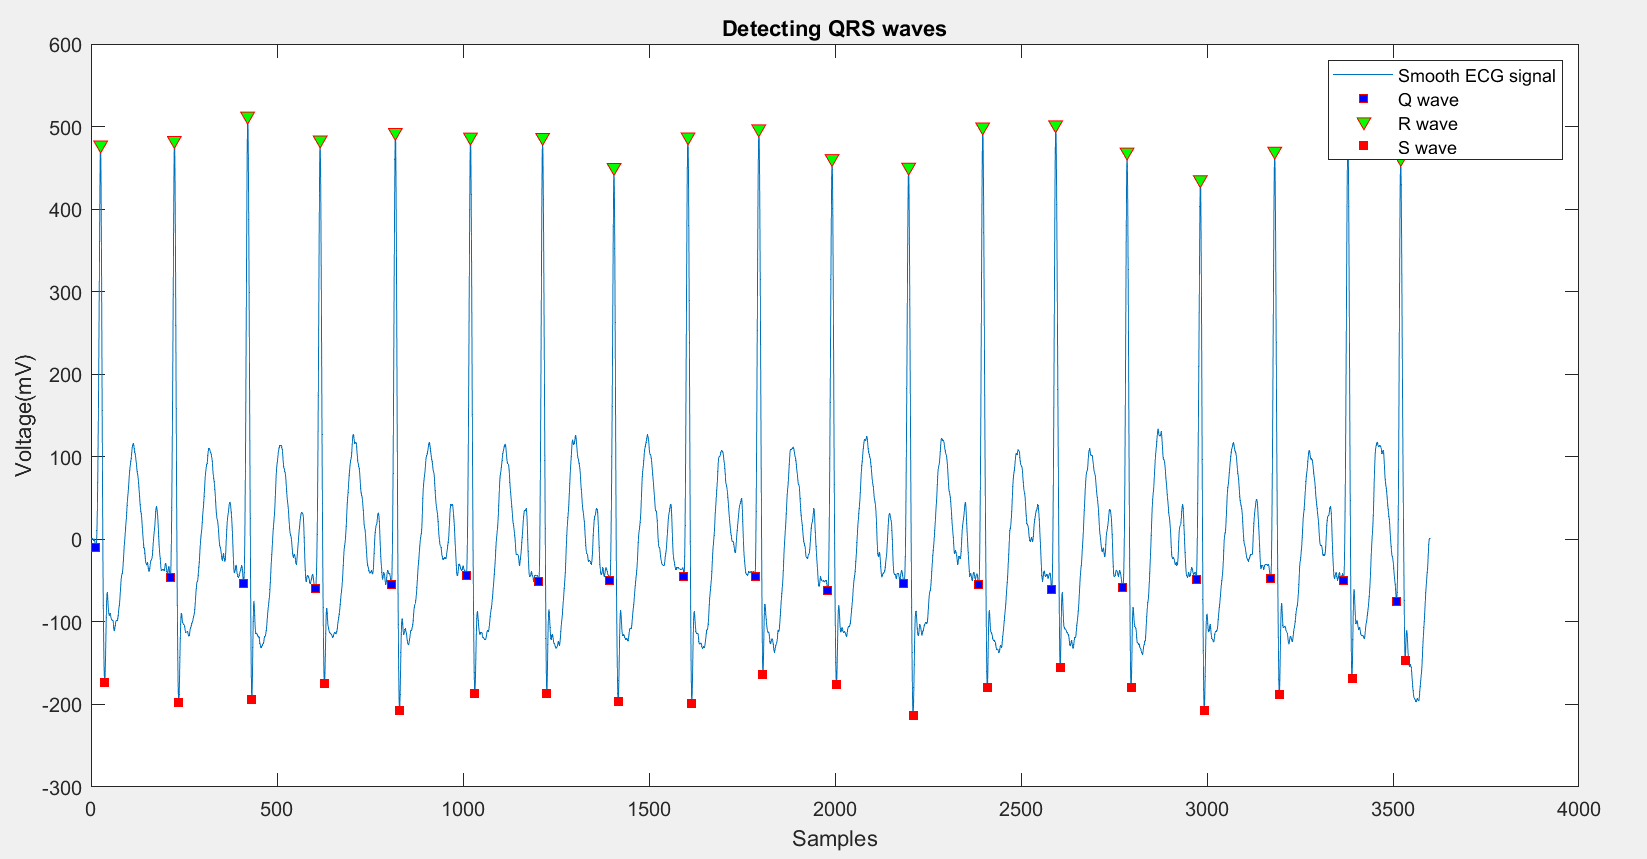 Detecting QRS waves
600
500
400
300
200
100
0
-100
-200
-300
Voltage(mV)
Smooth ECG signal
Q wave
R wave
S wave
0 500 1000 1500 2000 2500 3000 3500 4000
Samples